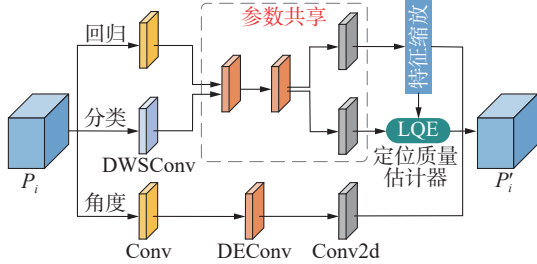 参数共享
回归
特征缩放
分类
LQE
DWSConv
定位质量
估计器
P_i
P'_i
角度
Conv
DEConv
Conv2d